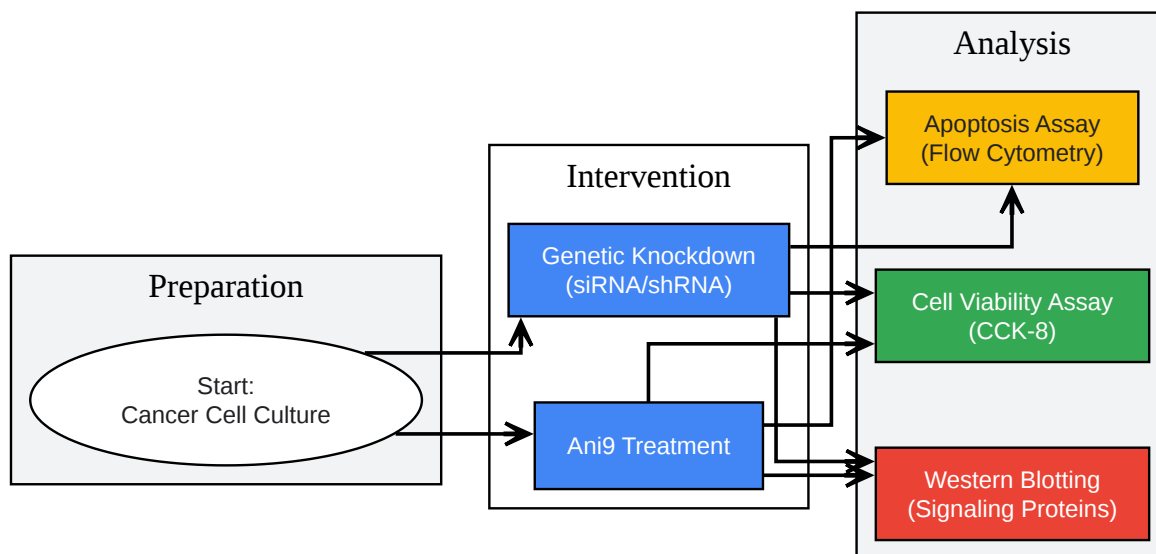 Preparation
Start:
Cancer Cell Culture
Intervention
Genetic Knockdown
(siRNA/shRNA)
Ani9 Treatment
Analysis
Apoptosis Assay
(Flow Cytometry)
Cell Viability Assay
(CCK-8)
Western Blotting
(Signaling Proteins)